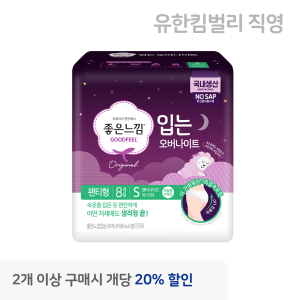 유한킴벌리 직영
국내생산
NO SAP
좋은느낌
GOODFEEL
Original
입는
오버나이트
팬티형
8
S
속옷을 입은 듯 편안하게
어떤 자세에도 생리걱정 끝!
2개 이상 구매시 개당 20% 할인